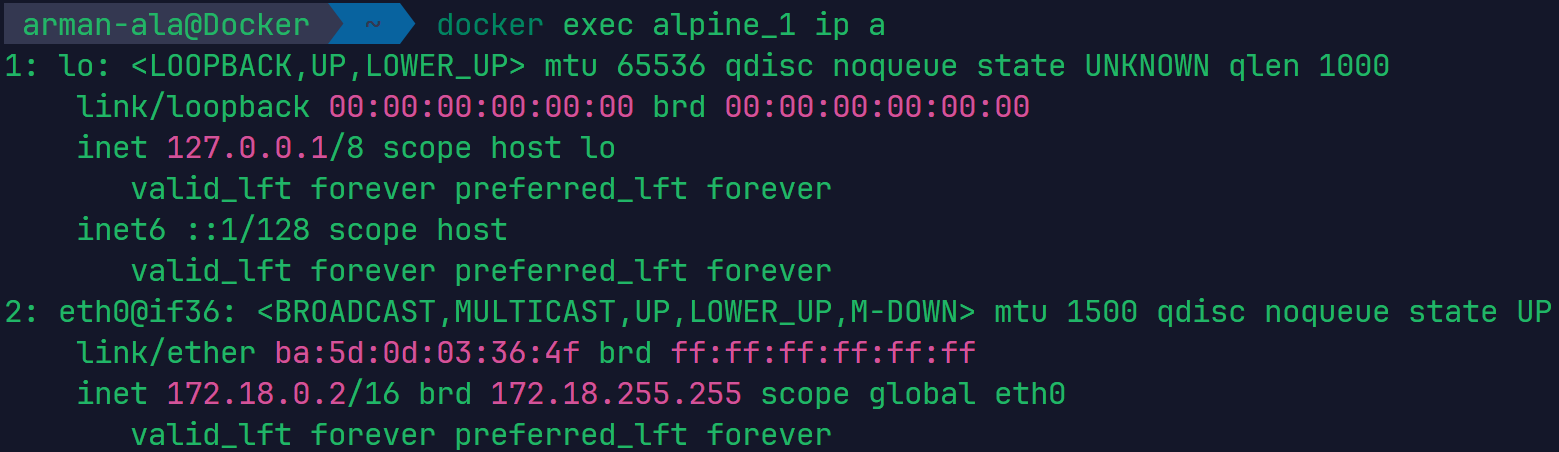 arman-ala@Docker ~ docker exec alpine_1 ip a
1: lo: <LOOPBACK,UP,LOWER_UP> mtu 65536 qdisc noqueue state UNKNOWN qlen 1000
    link/loopback 00:00:00:00:00:00 brd 00:00:00:00:00:00
    inet 127.0.0.1/8 scope host lo
       valid_lft forever preferred_lft forever
    inet6 ::1/128 scope host
       valid_lft forever preferred_lft forever
2: eth0@if36: <BROADCAST,MULTICAST,UP,LOWER_UP,M-DOWN> mtu 1500 qdisc noqueue state UP
    link/ether ba:5d:0d:03:36:4f brd ff:ff:ff:ff:ff:ff
    inet 172.18.0.2/16 brd 172.18.255.255 scope global eth0
       valid_lft forever preferred_lft forever